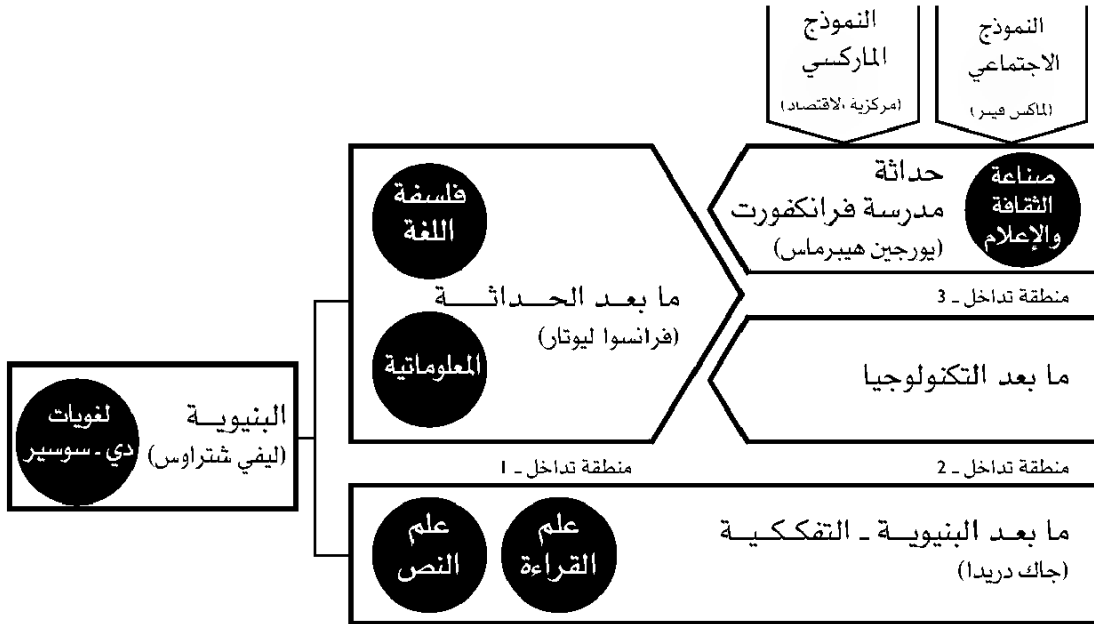 النموذج
الاجتماعي
(لماكس فيبر)
النموذج
الماركسي
(مركزية الاقتصاد)
صناعة
الثقافة
والإعلام
حداثة
مدرسة فرانكفورت
(يورجين هيبرماس)
فلسفة
اللغة
ما بعد الحداثة
(فرانسوا ليوتار)
المعلوماتية
منطقة تداخل - 3
ما بعد التكنولوجيا
البنيوية
(ليفي شتراوس)
لغويات
دي - سوسير
منطقة تداخل - 2
منطقة تداخل - 1
ما بعد البنيوية - التفككية
(جاك دريدا)
علم
القراءة
علم
النص